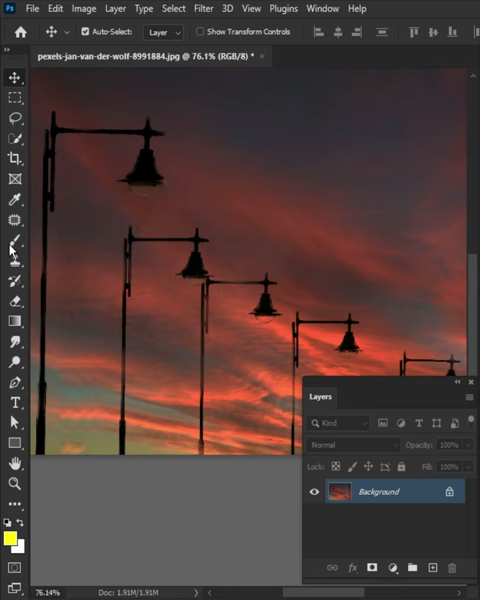 Ps File Edit Image Layer Type Select Filter 3D View Plugins Window Help
Auto-Select: Layer Show Transform Controls
pexels-jan-van-der-wolf-8991884.jpg @ 76.1% (RGB/8) * ×
Layers
Kind
Normal Opacity: 100%
Lock: Fill: 100%
Background
T
76.14% Doc: 1.91M/1.91M